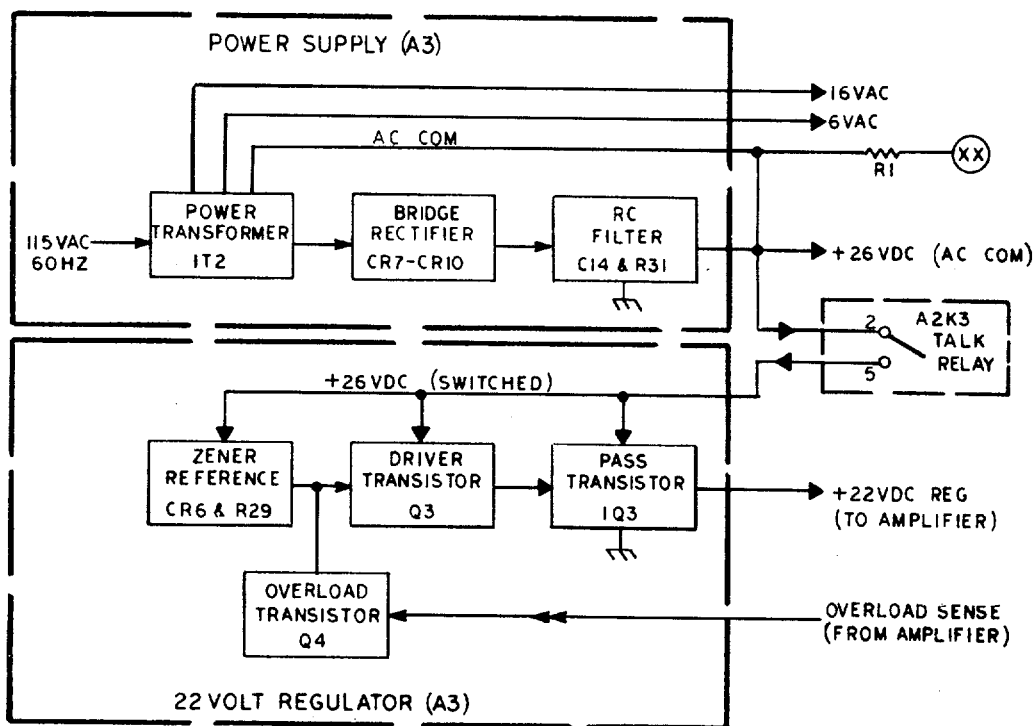 POWER SUPPLY (A3)
16VAC
6VAC
AC COM
R1
XX
115VAC
60HZ
POWER
TRANSFORMER
1T2
BRIDGE
RECTIFIER
CR7-CR10
RC
FILTER
C14 & R31
+26VDC (AC COM)
2
5
A2K3
TALK
RELAY
+26VDC (SWITCHED)
ZENER
REFERENCE
CR6 & R29
DRIVER
TRANSISTOR
Q3
PASS
TRANSISTOR
1Q3
+22VDC REG
(TO AMPLIFIER)
OVERLOAD
TRANSISTOR
Q4
OVERLOAD SENSE
(FROM AMPLIFIER)
22 VOLT REGULATOR (A3)